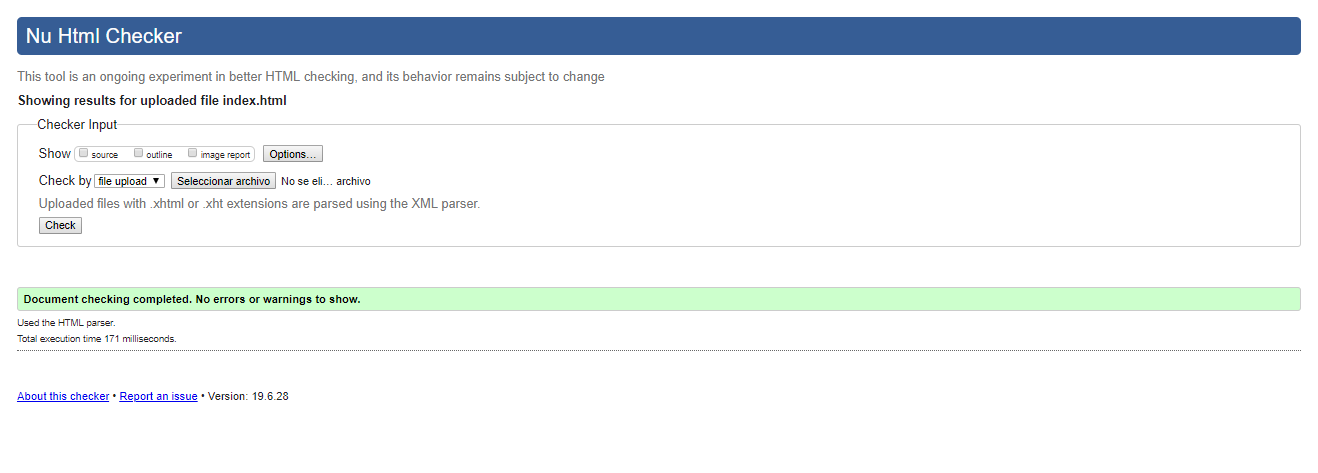 Nu Html Checker
This tool is an ongoing experiment in better HTML checking, and its behavior remains subject to change
Showing results for uploaded file index.html
Checker Input
Show source outline image report Options...
Check by file upload ▼ Seleccionar archivo No se eli… archivo
Uploaded files with .xhtml or .xht extensions are parsed using the XML parser.
Check
Document checking completed. No errors or warnings to show.
Used the HTML parser.
Total execution time 171 milliseconds.
About this checker • Report an issue • Version: 19.6.28